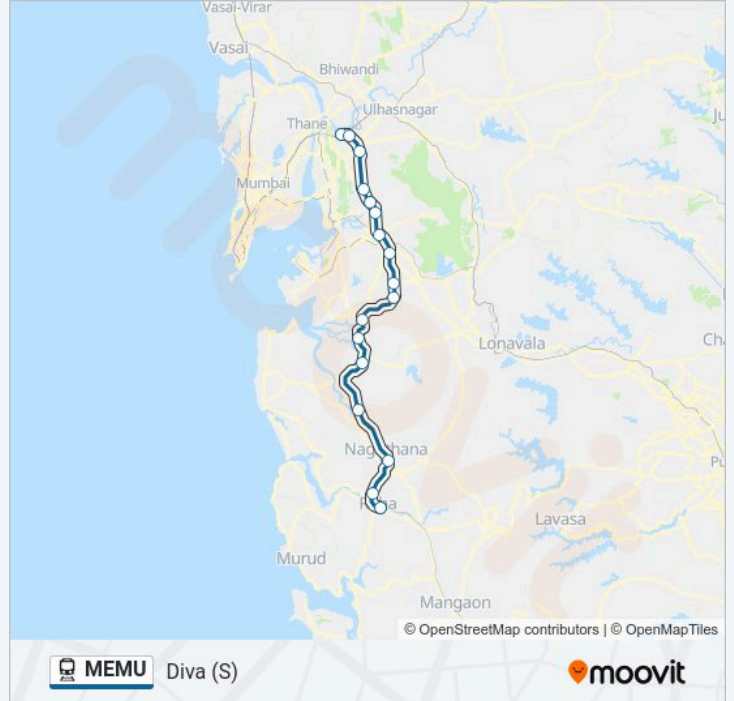 Vasai-Virar
Vasai
Bhiwandi
Ulhasnagar
Thane
Mumbai
Lonavala
Lavasa
Murud
Mangaon
© OpenStreetMap contributors | © OpenMapTiles
MEMU Diva (S)
moovit